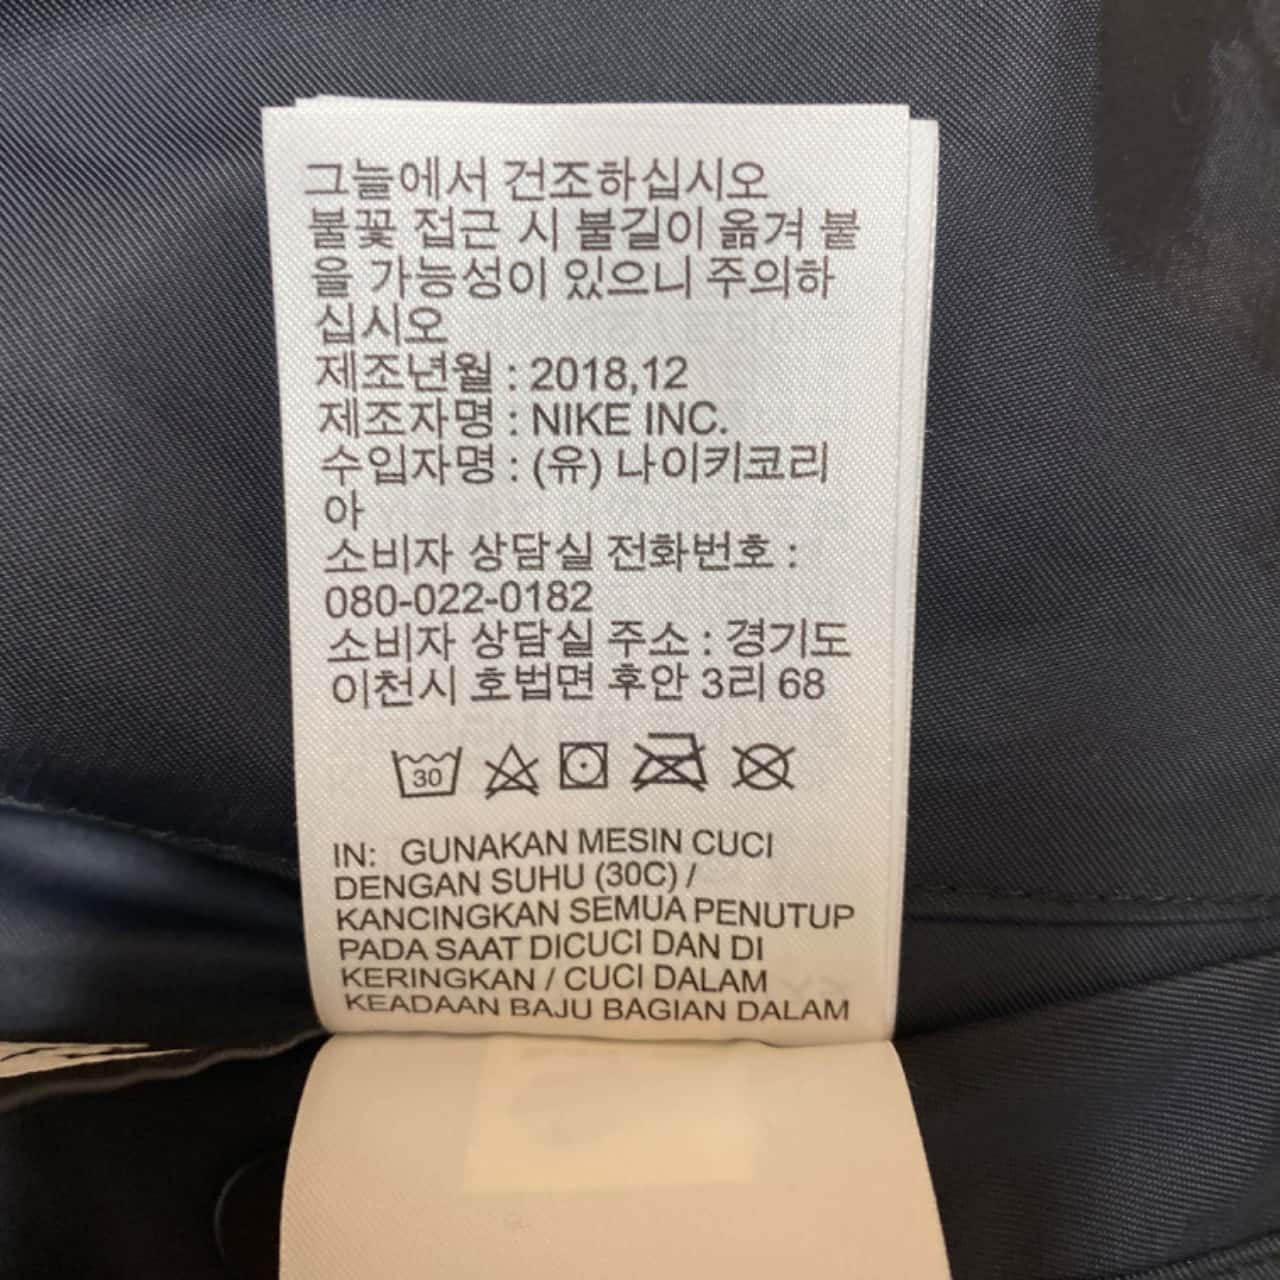 그늘에서 건조하십시오
불꽃 접근 시 불길이 옮겨 붙
을 가능성이 있으니 주의하
십시오
제조년월 : 2018,12
제조자명 : NIKE INC.
수입자명 : (유) 나이키코리
아
소비자 상담실 전화번호 :
080-022-0182
소비자 상담실 주소 : 경기도
이천시 호법면 후안 3리 68
30
IN: GUNAKAN MESIN CUCI
DENGAN SUHU (30C) /
KANCINGKAN SEMUA PENUTUP
PADA SAAT DICUCI DAN DI
KERINGKAN / CUCI DALAM
KEADAAN BAJU BAGIAN DALAM